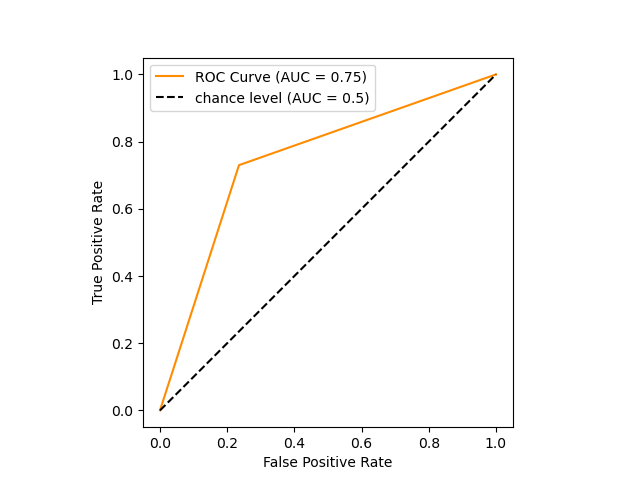 ROC Curve (AUC = 0.75)
chance level (AUC = 0.5)
True Positive Rate
1.0
0.8
0.6
0.4
0.2
0.0
0.0 0.2 0.4 0.6 0.8 1.0
False Positive Rate